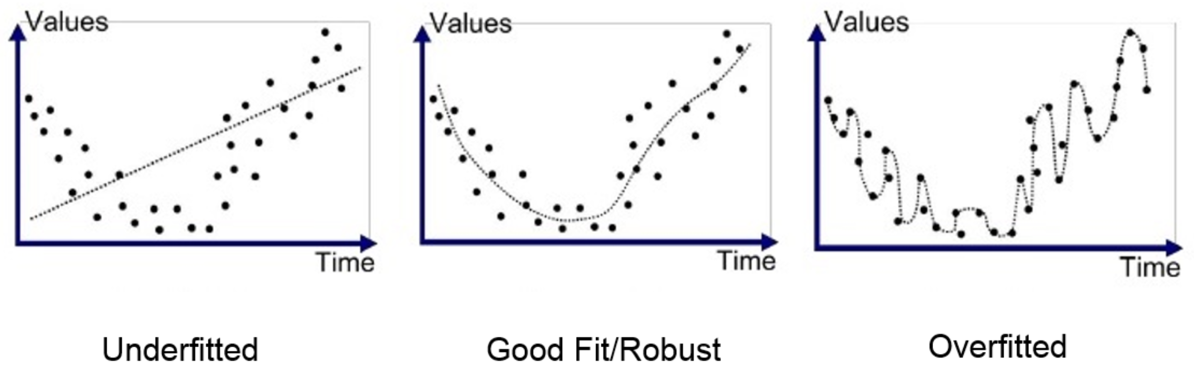 Values
Time
Underfitted
Values
Time
Good Fit/Robust
Values
Time
Overfitted